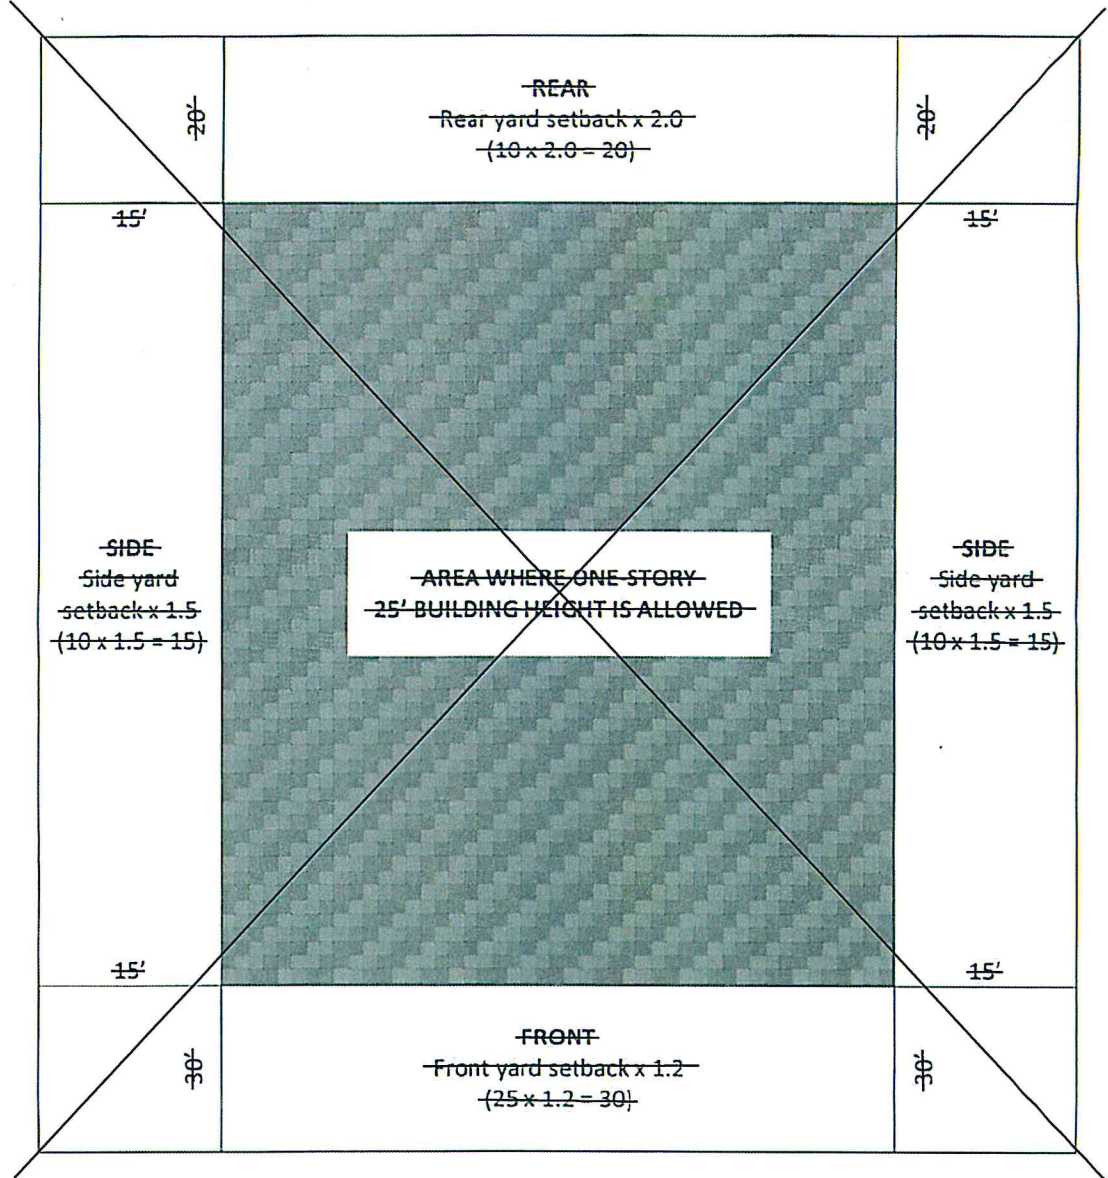 REAR
Rear yard setback x 2.0
(10 x 2.0 = 20)
20'
20'
15'
15'
SIDE
Side yard
setback x 1.5
(10 x 1.5 = 15)
AREA WHERE ONE STORY
25' BUILDING HEIGHT IS ALLOWED
SIDE
Side yard
setback x 1.5
(10 x 1.5 = 15)
15'
15'
30'
FRONT
Front yard setback x 1.2
(25 x 1.2 = 30)
30'